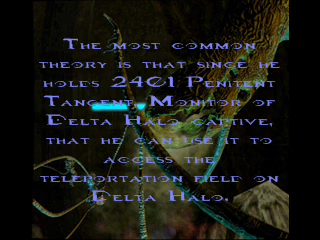 The most common
theory is that since he
holds 2401 Penitent
Tangent, Monitor of
Delta Halo captive,
that he can use it to
access the
teleportation field on
Delta Halo.